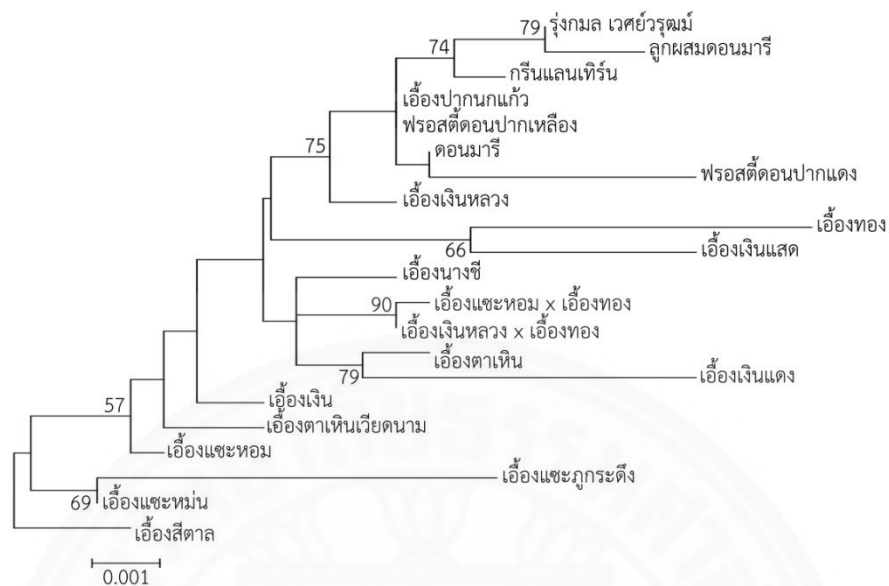 79
รุ่งกมล เวศย์วรุฒม์
74
ลูกผสมดอนมารี
กรีนแลนเทิร์น
เอื้องปากนกแก้ว
ฟรอสตี้ดอนปากเหลือง
75
ดอนมารี
ฟรอสตี้ดอนปากแดง
เอื้องเงินหลวง
เอื้องทอง
66
เอื้องเงินแสด
เอื้องนางชี
90
เอื้องแซะหอม x เอื้องทอง
เอื้องเงินหลวง x เอื้องทอง
เอื้องตาเหิน
79
เอื้องเงินแดง
57
เอื้องเงิน
เอื้องตาเหินเวียดนาม
เอื้องแซะหอม
เอื้องแซะภูกระดึง
69
เอื้องแซะหม่น
เอื้องสีตาล
0.001